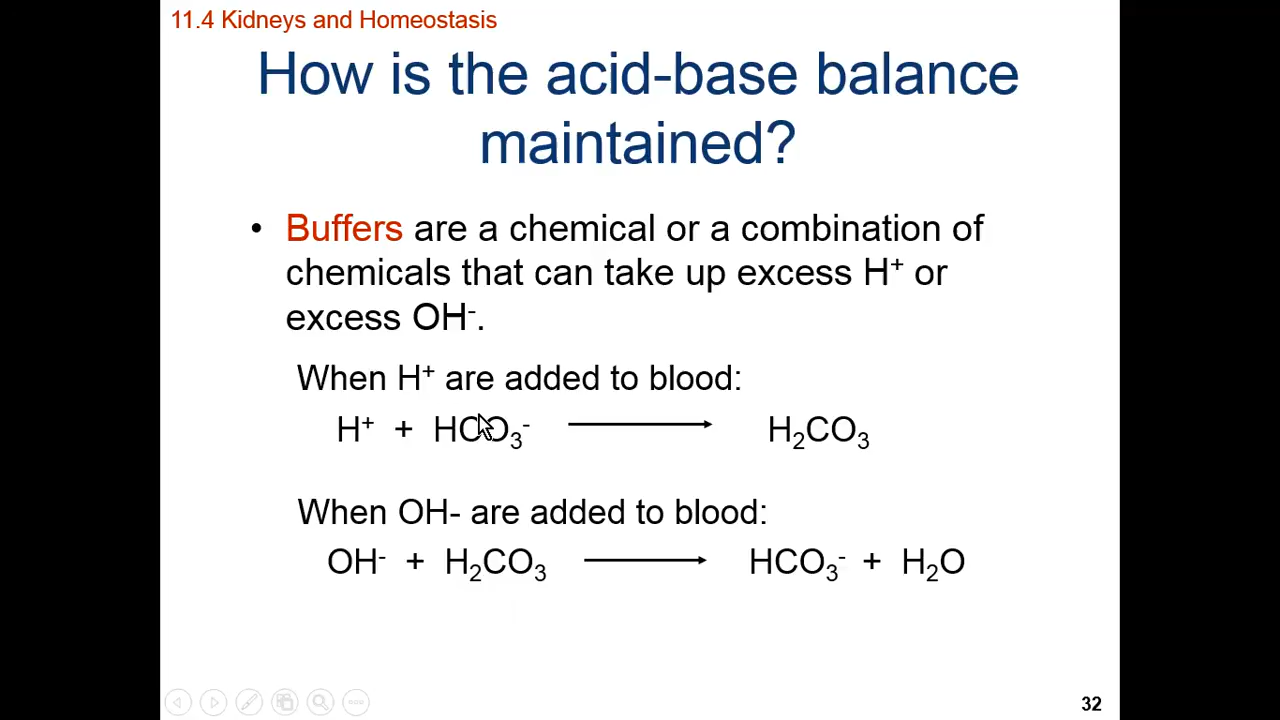 11.4 Kidneys and Homeostasis
How is the acid-base balance
maintained?
• Buffers are a chemical or a combination of
chemicals that can take up excess H⁺ or
excess OH⁻.
When H⁺ are added to blood:
H⁺ + HCO₃⁻ ⟶ H₂CO₃
When OH- are added to blood:
OH⁻ + H₂CO₃ ⟶ HCO₃⁻ + H₂O
32